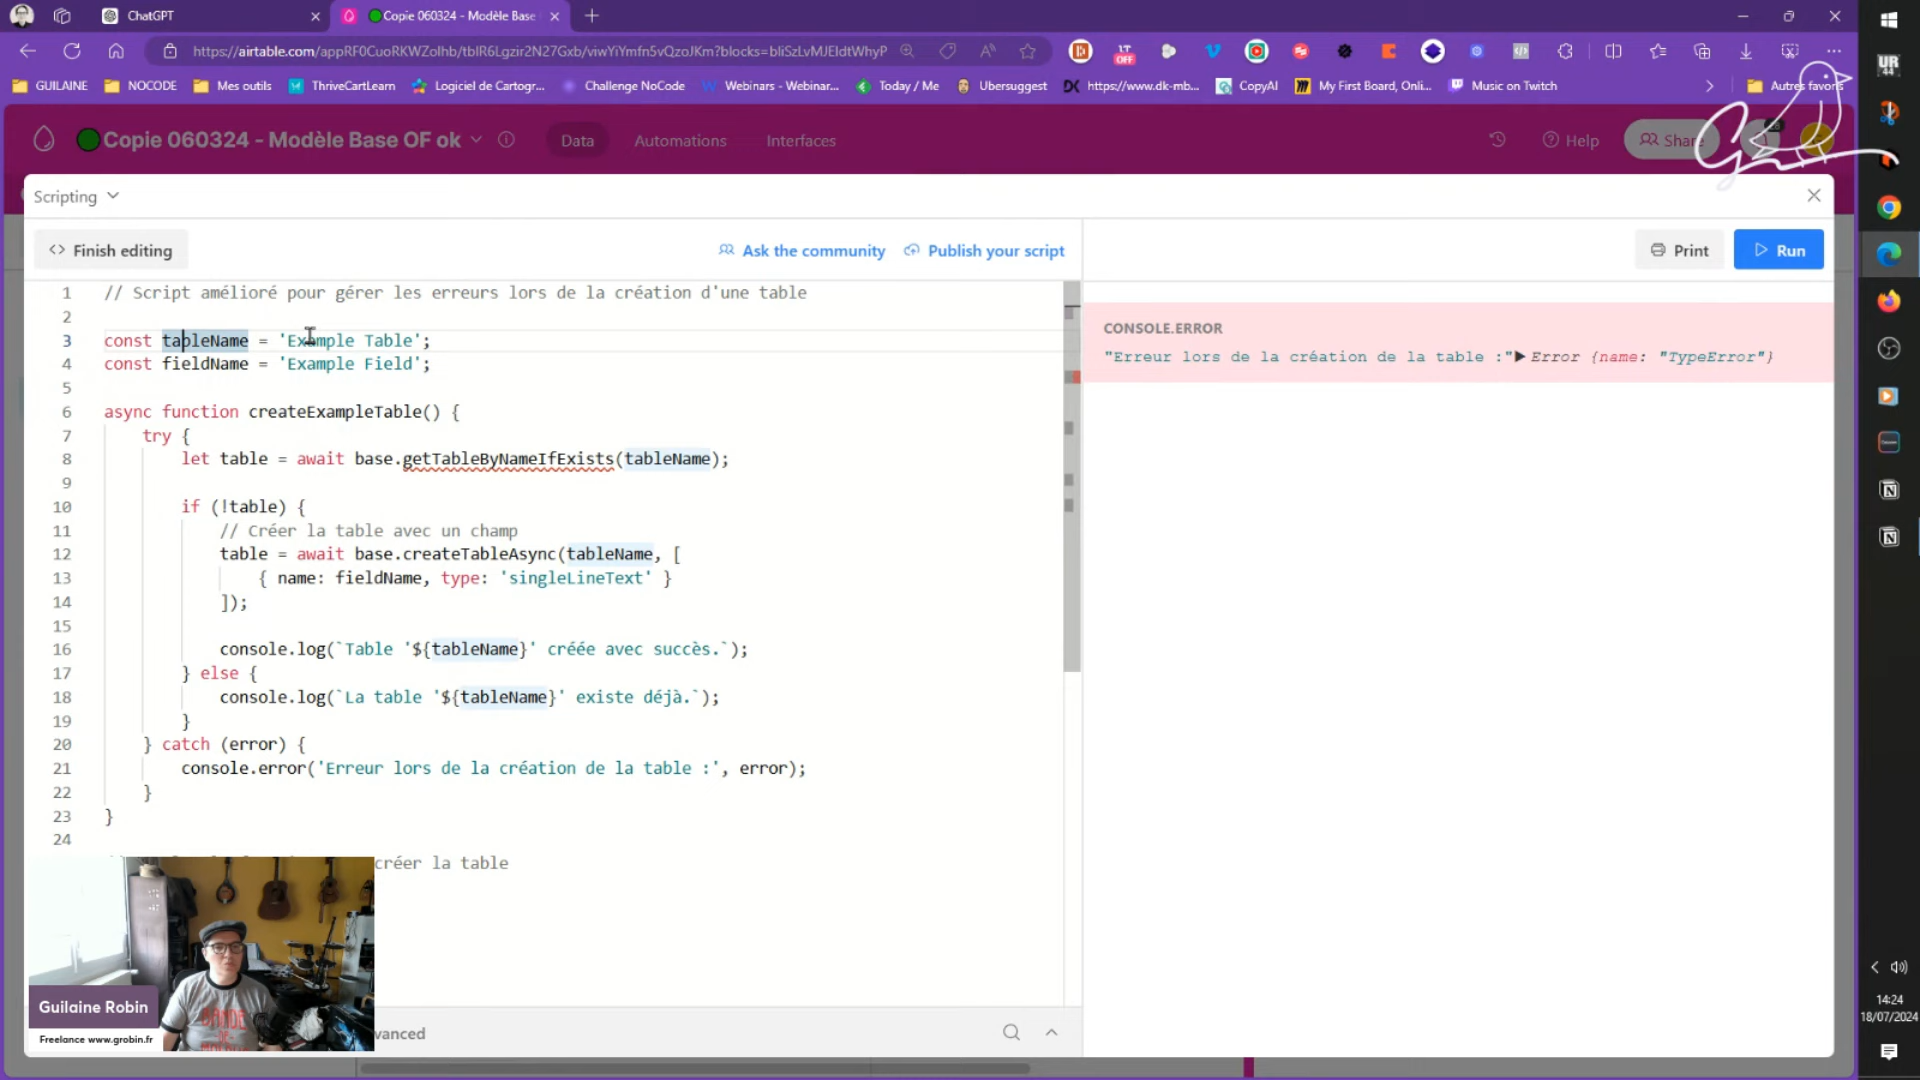 ChatGPT
Copie 060324 - Modèle Base
https://airtable.com/appRF0CuoRKWZolhb/tblR6Lgzir2N27Gxb/viwYiYmfn5vQzoJKm?blocks=bliSzLvMJEIdtWhyP
GUILAINE
NOCODE
Mes outils
ThriveCartLearn
Logiciel de Cartogr...
Challenge NoCode
Webinars - Webinar...
Today / Me
Ubersuggest
https://www.dk-mb...
CopyAI
My First Board, Onli...
Music on Twitch
Autres favoris
Copie 060324 - Modèle Base OF ok
Data
Automations
Interfaces
Help
Share
Scripting
Finish editing
Ask the community
Publish your script
Print
Run
1 // Script amélioré pour gérer les erreurs lors de la création d'une table
2
3 const tableName = 'Example Table';
4 const fieldName = 'Example Field';
5
6 async function createExampleTable() {
7 try {
8 let table = await base.getTableByNameIfExists(tableName);
9
10 if (!table) {
11 // Créer la table avec un champ
12 table = await base.createTableAsync(tableName, [
13 { name: fieldName, type: 'singleLineText' }
14 ]);
15
16 console.log(`Table '${tableName}' créée avec succès.`);
17 } else {
18 console.log(`La table '${tableName}' existe déjà.`);
19 }
20 } catch (error) {
21 console.error('Erreur lors de la création de la table :', error);
22 }
23 }
24
créer la table
CONSOLE.ERROR
"Erreur lors de la création de la table :"▶Error {name: "TypeError"}
Guilaine Robin
Freelance www.grobin.fr
vanced
UR
44
OFF
14:24
18/07/2024